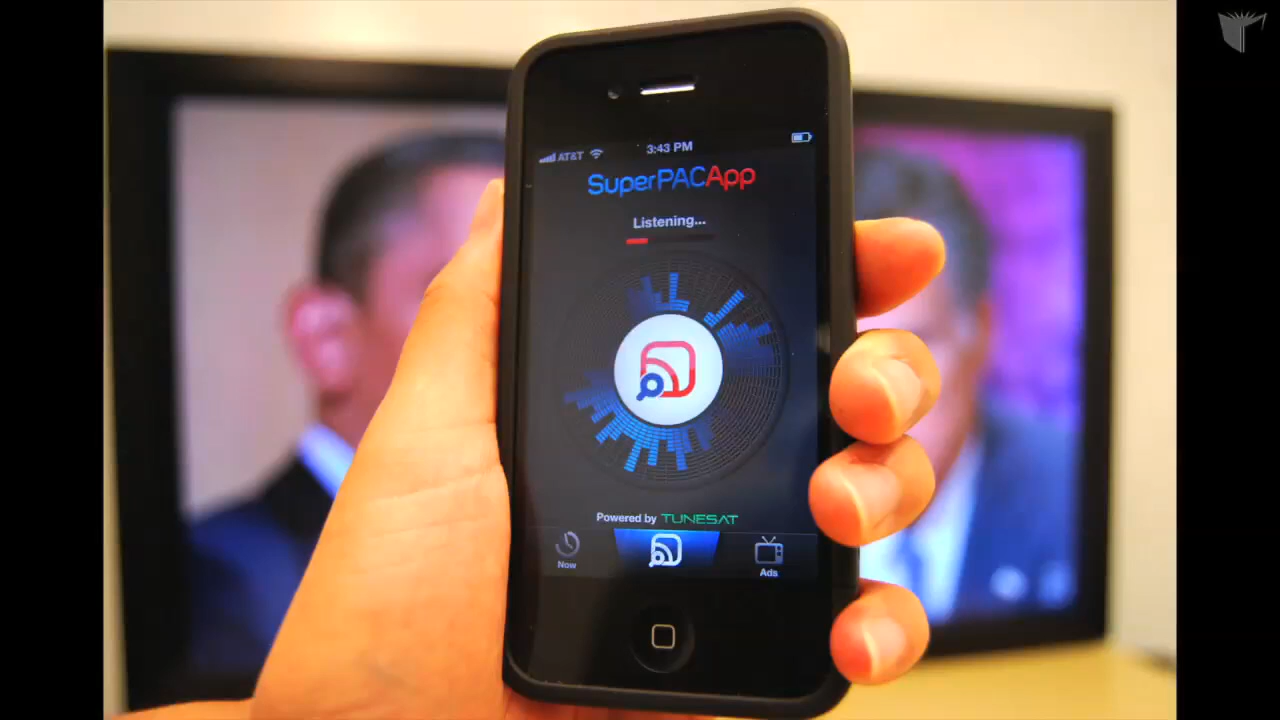 AT&T 3:43 PM
SuperPACApp
Listening...
Powered by TUNESAT
Now
Ads